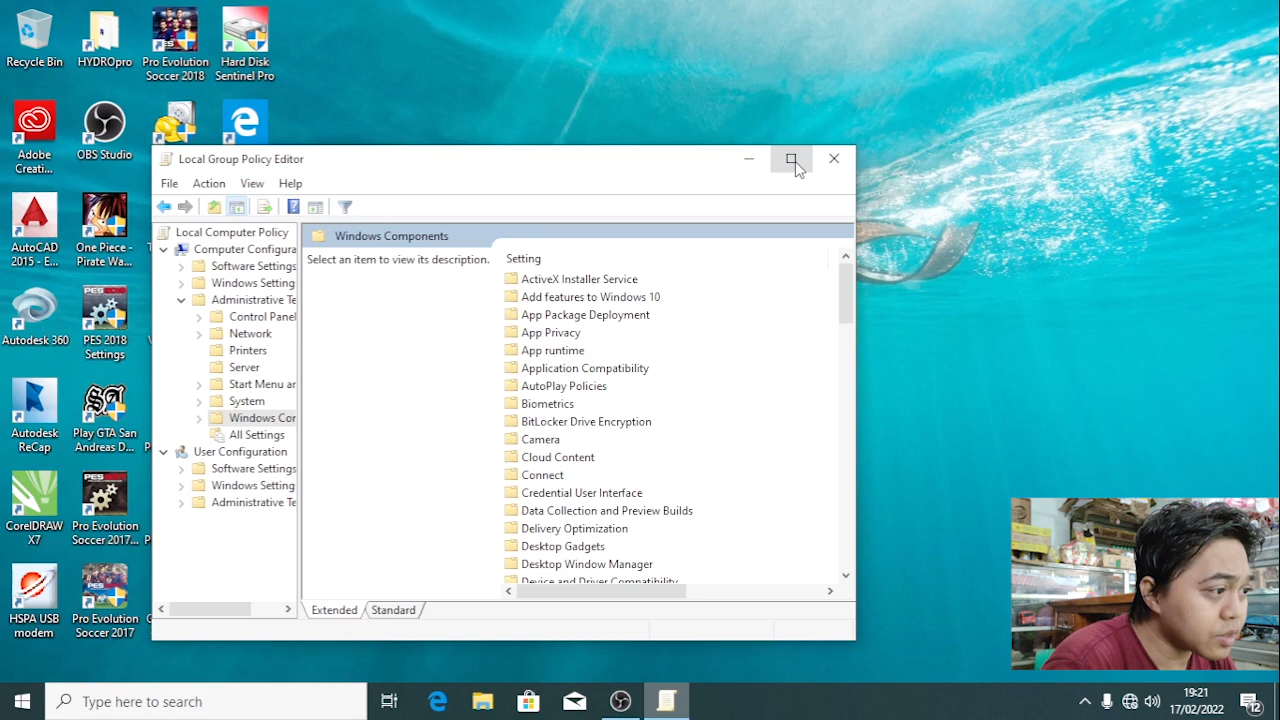 Recycle Bin
HYDROpro
Pro Evolution
Soccer 2018
Hard Disk
Sentinel Pro
Adobe
Creati...
OBS Studio
AutoCAD
2015 - E...
One Piece -
Pirate Wa...
Autodesk 360
PES 2018
Settings
Autodesk
ReCap
Play GTA San
Andreas D...
CorelDRAW
X7
Pro Evolution
Soccer 2017...
HSPA USB
modem
Pro Evolution
Soccer 2017
Local Group Policy Editor
File Action View Help
Local Computer Policy
Computer Configura
Software Settings
Windows Setting
Administrative Te
Control Panel
Network
Printers
Server
Start Menu ar
System
Windows Cor
All Settings
User Configuration
Software Settings
Windows Setting
Administrative Te
Windows Components
Select an item to view its description.
Setting
ActiveX Installer Service
Add features to Windows 10
App Package Deployment
App Privacy
App runtime
Application Compatibility
AutoPlay Policies
Biometrics
BitLocker Drive Encryption
Camera
Cloud Content
Connect
Credential User Interface
Data Collection and Preview Builds
Delivery Optimization
Desktop Gadgets
Desktop Window Manager
Device and Driver Compatibility
Extended Standard
Type here to search
19:21
17/02/2022
12